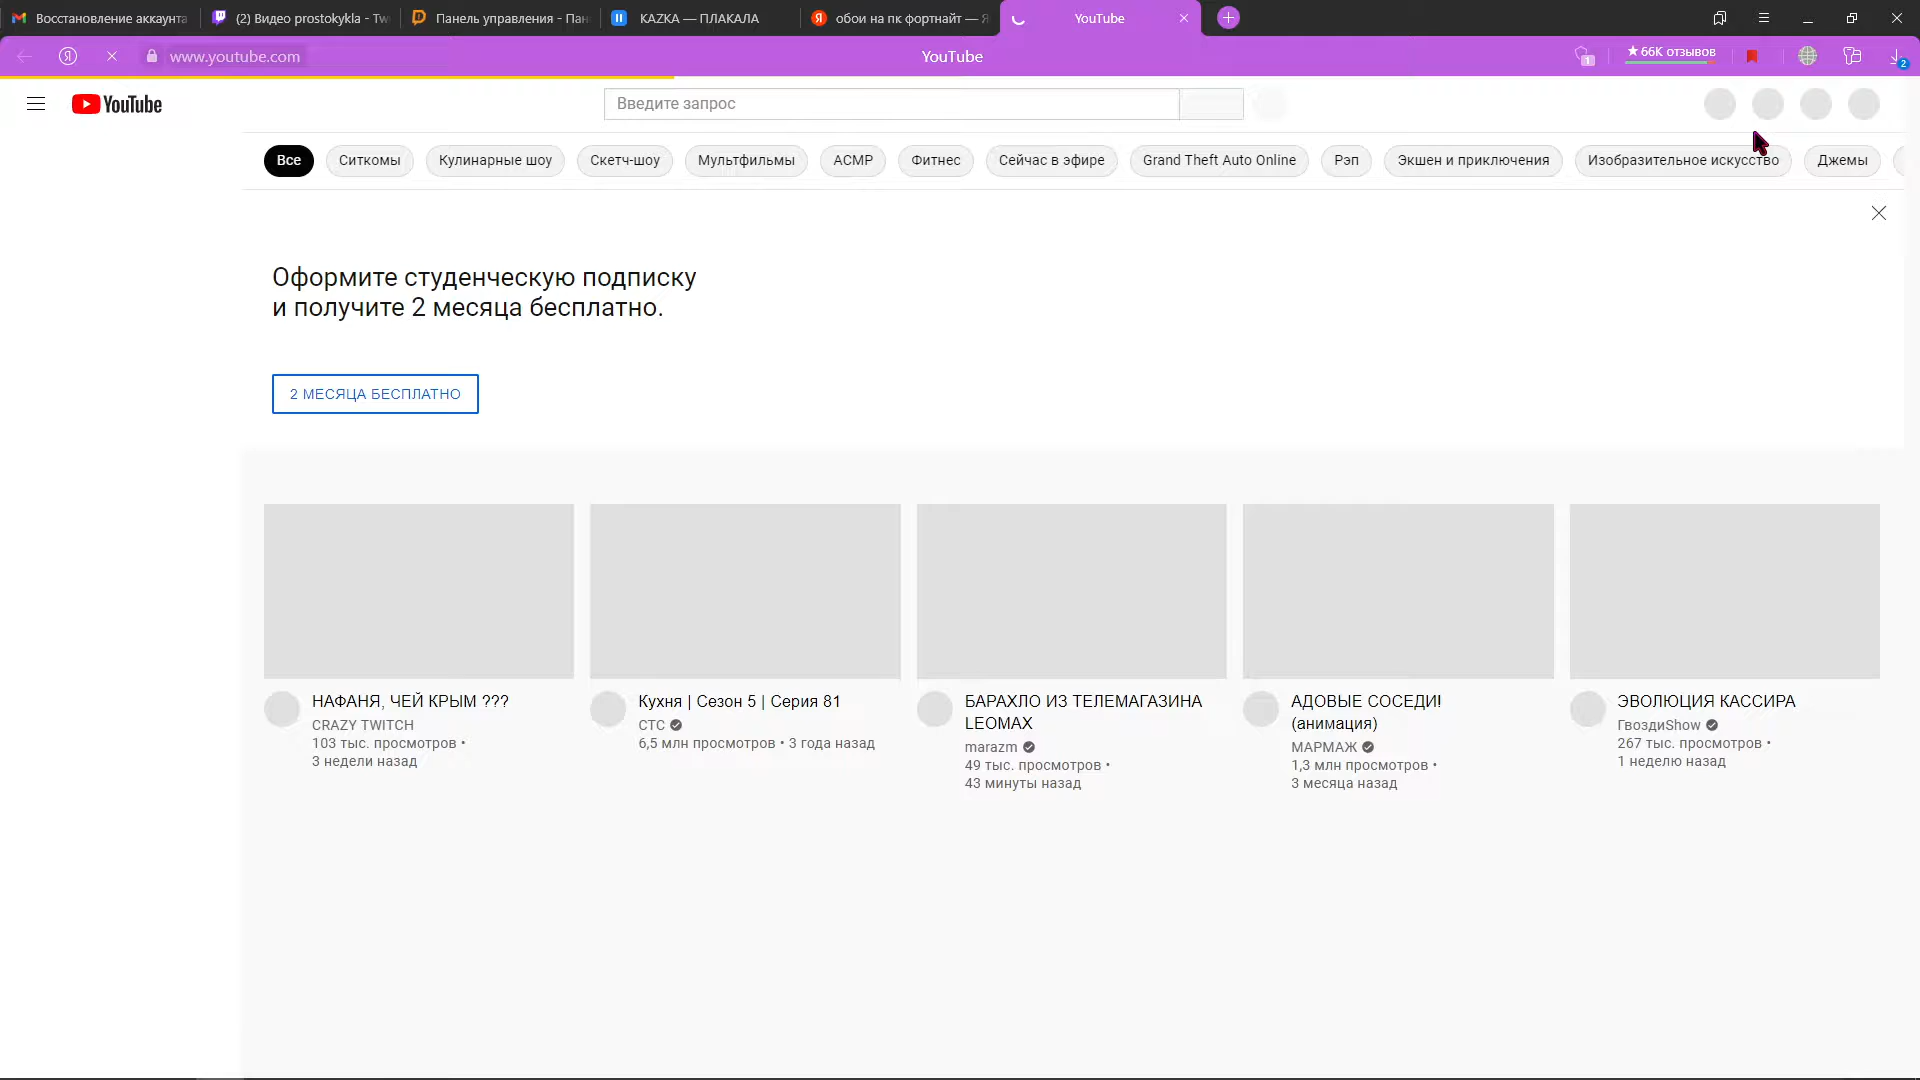 Восстановление аккаунта
(2) Видео prostokykla - Tw
Панель управления - Пан
KAZKA — ПЛАКАЛА
обои на пк фортнайт — Я
YouTube
www.youtube.com
YouTube
1
★ 66K отзывов
2
YouTube
Введите запрос
Все
Ситкомы
Кулинарные шоу
Скетч-шоу
Мультфильмы
АСМР
Фитнес
Сейчас в эфире
Grand Theft Auto Online
Рэп
Экшен и приключения
Изобразительное искусство
Джемы
Оформите студенческую подписку
и получите 2 месяца бесплатно.
2 МЕСЯЦА БЕСПЛАТНО
НАФАНЯ, ЧЕЙ КРЫМ ???
CRAZY TWITCH
103 тыс. просмотров •
3 недели назад
Кухня | Сезон 5 | Серия 81
СТС
6,5 млн просмотров • 3 года назад
БАРАХЛО ИЗ ТЕЛЕМАГАЗИНА
LEOMAX
marazm
49 тыс. просмотров •
43 минуты назад
АДОВЫЕ СОСЕДИ!
(анимация)
МАРМАЖ
1,3 млн просмотров •
3 месяца назад
ЭВОЛЮЦИЯ КАССИРА
ГвоздиShow
267 тыс. просмотров •
1 неделю назад